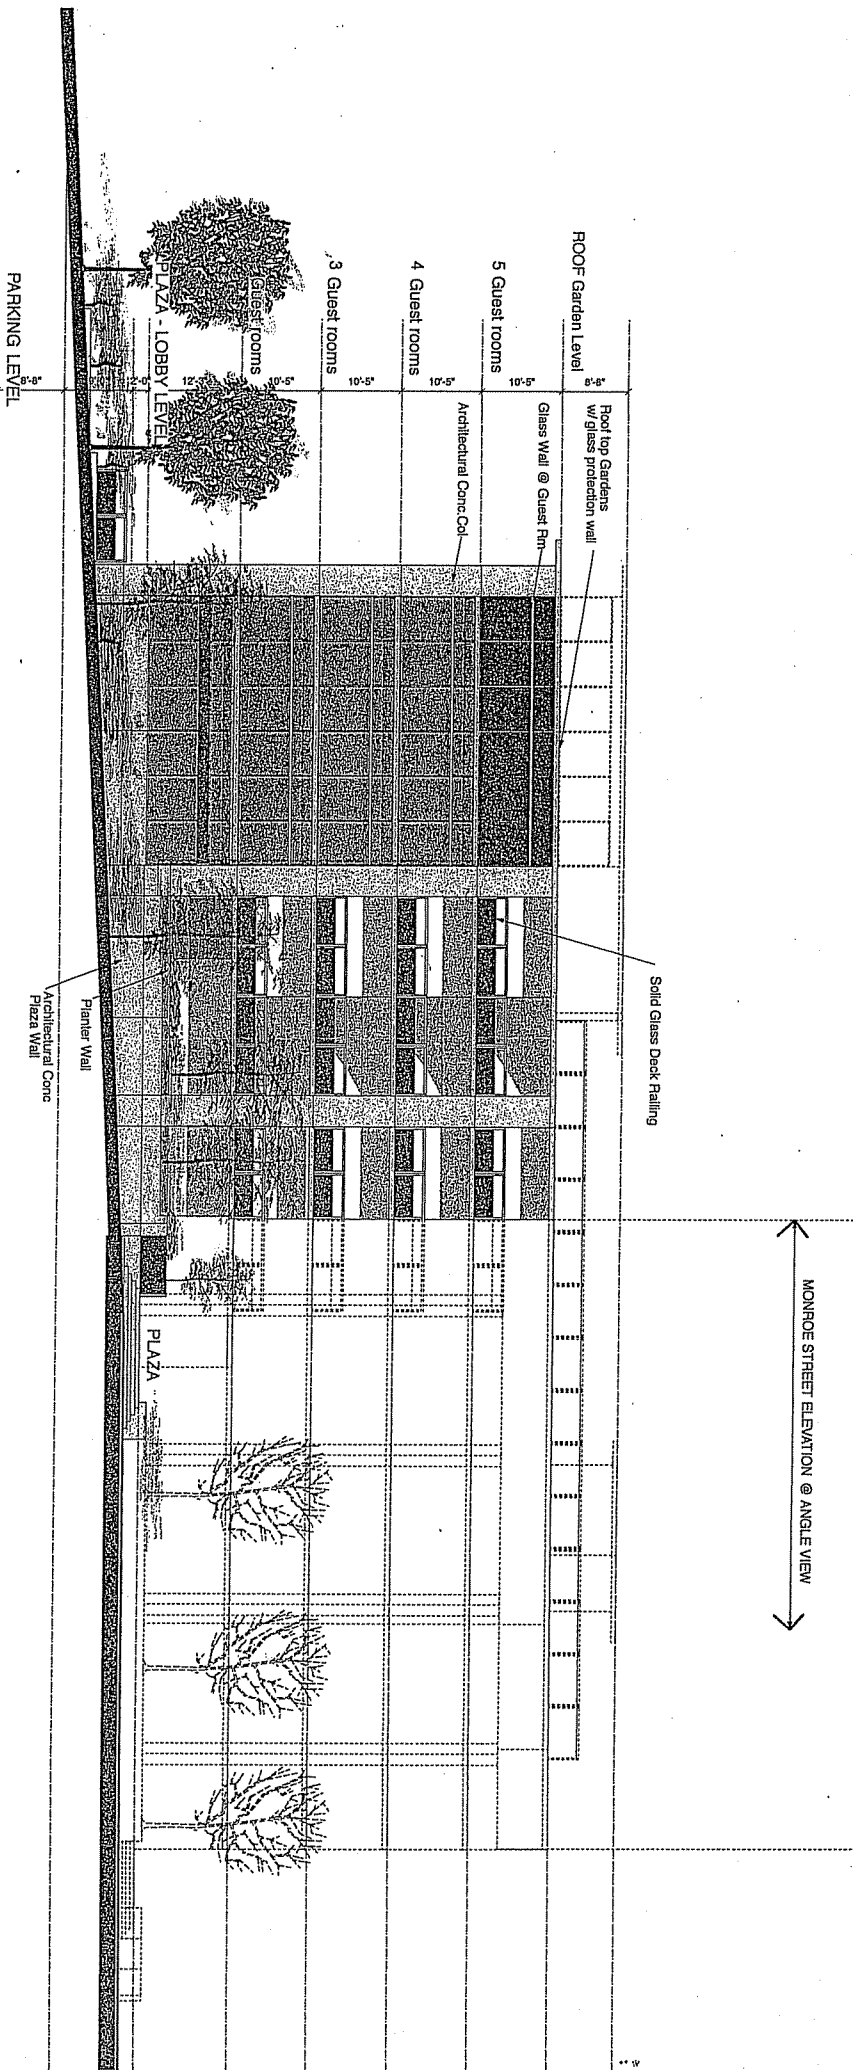 MONROE STREET ELEVATION @ ANGLE VIEW
Solid Glass Deck Railing
Roof top Gardens
w/ glass protection wall
Glass Wall @ Guest Rm
Architectural Conc.Col
8'-6"
ROOF Garden Level
10'-5"
5 Guest rooms
10'-5"
4 Guest rooms
10'-5"
3 Guest rooms
10'-5"
Guest rooms
12'
PLAZA - LOBBY LEVEL
2'-0"
8'-8"
PARKING LEVEL
PLAZA
Planter Wall
Architectural Conc
Plaza Wall